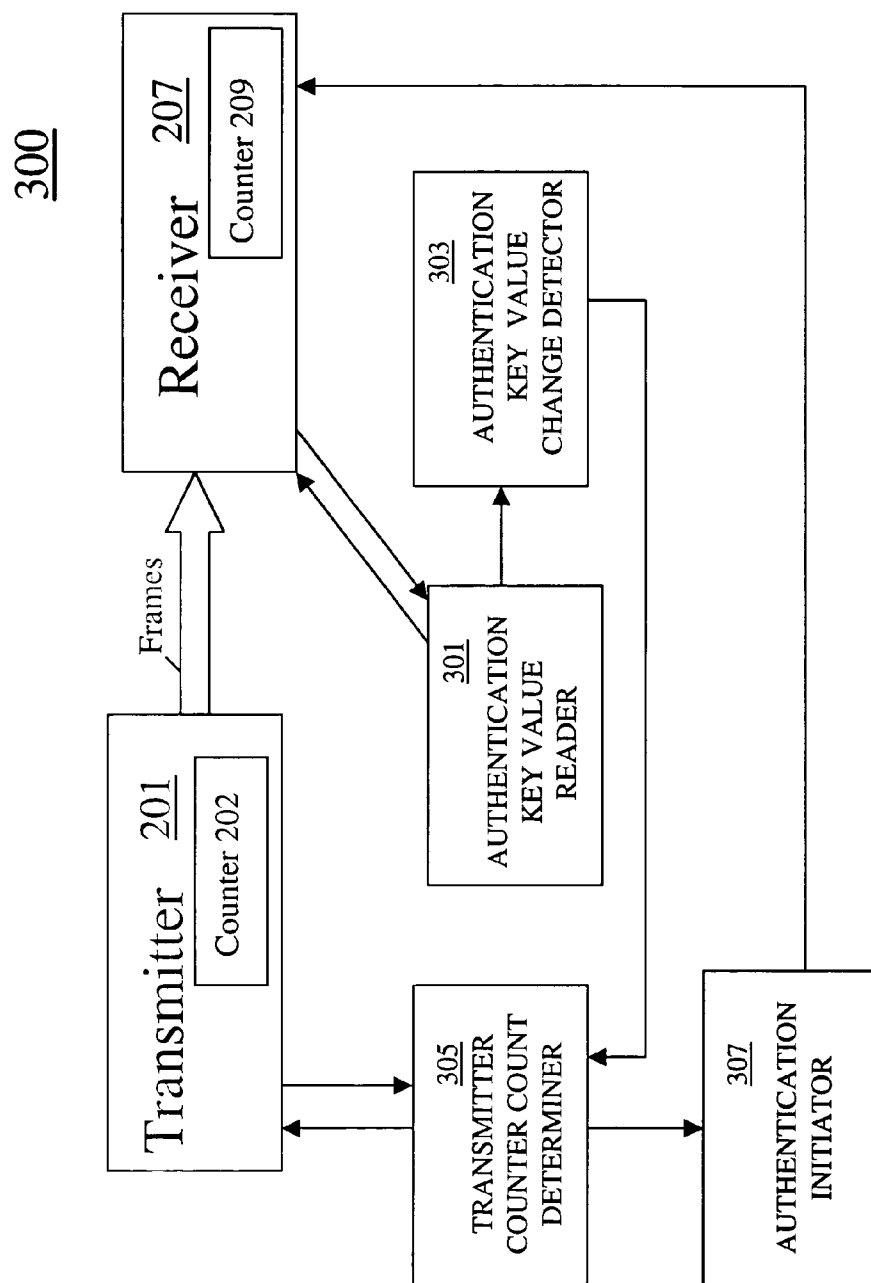 300
Transmitter 201
Counter 202
Frames
Receiver 207
Counter 209
305
TRANSMITTER
COUNTER COUNT
DETERMINER
301
AUTHENTICATION
KEY VALUE
READER
303
AUTHENTICATION
KEY VALUE
CHANGE DETECTOR
307
AUTHENTICATION
INITIATOR